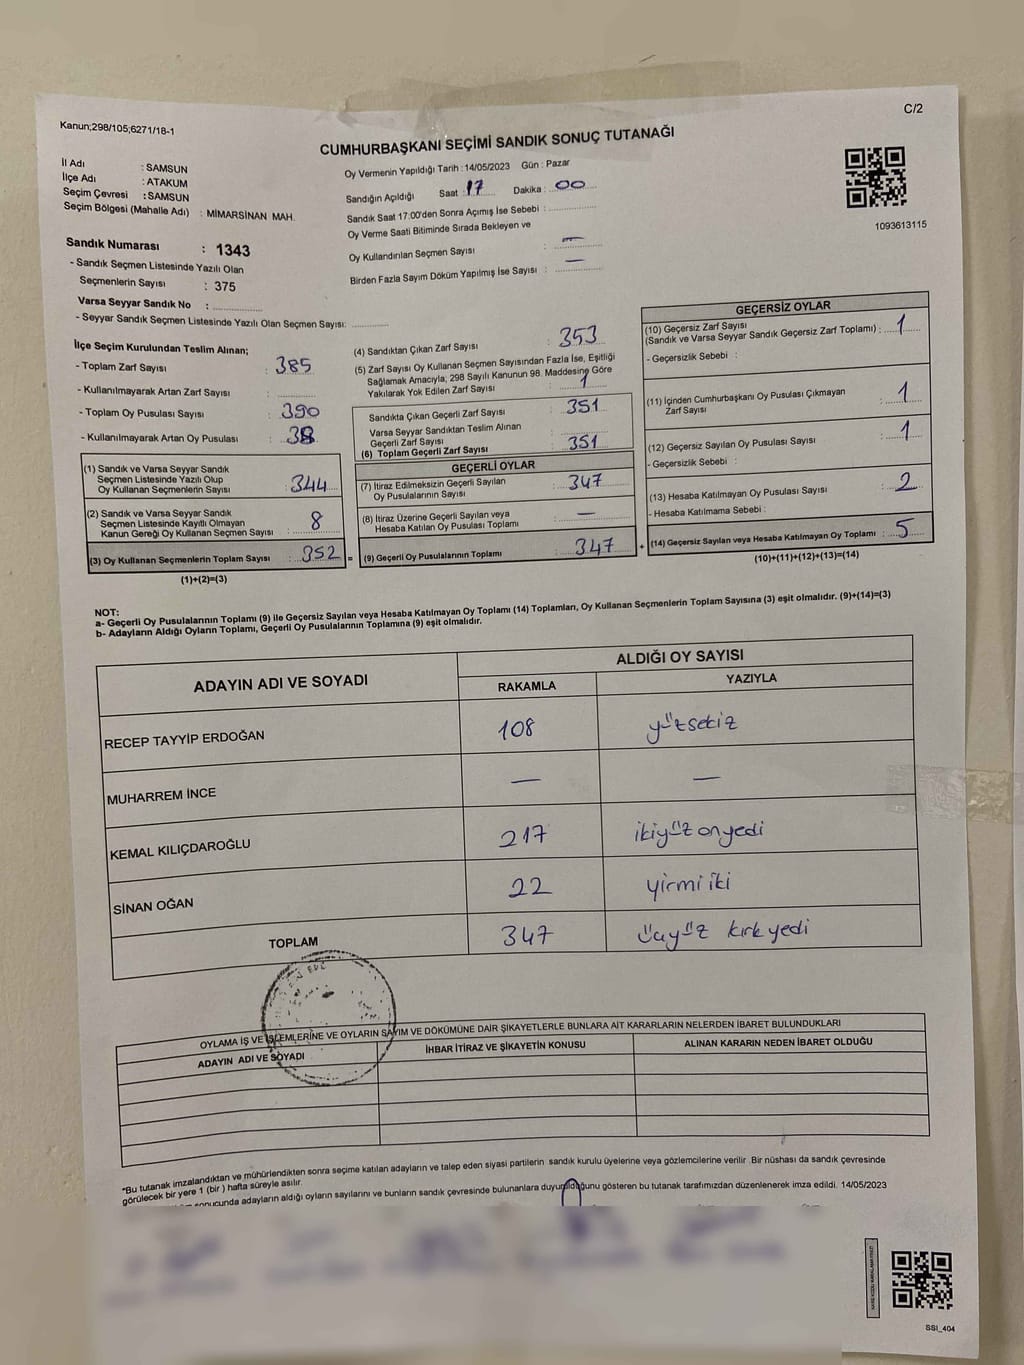 C/2
Kanun;298/105;6271/18-1
CUMHURBAŞKANI SEÇİMİ SANDIK SONUÇ TUTANAĞI
İl Adı : SAMSUN
İlçe Adı : ATAKUM
Seçim Çevresi : SAMSUN
Seçim Bölgesi (Mahalle Adı) : MİMARSİNAN MAH.
Oy Vermenin Yapıldığı Tarih : 14/05/2023 Gün : Pazar
Sandığın Açıldığı Saat : 17 Dakika : 00
Sandık Saat 17:00'den Sonra Açımış İse Sebebi :
Oy Verme Saati Bitiminde Sırada Bekleyen ve
Oy Kullandırılan Seçmen Sayısı : —
Birden Fazla Sayım Döküm Yapılmış İse Sayısı : —
1093613115
Sandık Numarası : 1343
- Sandık Seçmen Listesinde Yazılı Olan
Seçmenlerin Sayısı : 375
Varsa Seyyar Sandık No :
- Seyyar Sandık Seçmen Listesinde Yazılı Olan Seçmen Sayısı:
İlçe Seçim Kurulundan Teslim Alınan;
- Toplam Zarf Sayısı : 385
- Kullanılmayarak Artan Zarf Sayısı :
- Toplam Oy Pusulası Sayısı : 390
- Kullanılmayarak Artan Oy Pusulası : 38
(1) Sandık ve Varsa Seyyar Sandık
Seçmen Listesinde Yazılı Olup
Oy Kullanan Seçmenlerin Sayısı : 344
(2) Sandık ve Varsa Seyyar Sandık
Seçmen Listesinde Kayıtlı Olmayan
Kanun Gereği Oy Kullanan Seçmen Sayısı : 8
(3) Oy Kullanan Seçmenlerin Toplam Sayısı : 352 =
(1)+(2)=(3)
(4) Sandıktan Çıkan Zarf Sayısı : 353
(5) Zarf Sayısı Oy Kullanan Seçmen Sayısından Fazla İse, Eşitliği
Sağlamak Amacıyla, 298 Sayılı Kanunun 98. Maddesine Göre
Yakılarak Yok Edilen Zarf Sayısı : 1
Sandıkta Çıkan Geçerli Zarf Sayısı : 351
Varsa Seyyar Sandıktan Teslim Alınan
Geçerli Zarf Sayısı :
(6) Toplam Geçerli Zarf Sayısı : 351
GEÇERLİ OYLAR
(7) İtiraz Edilmeksizin Geçerli Sayılan
Oy Pusulalarının Sayısı : 347
(8) İtiraz Üzerine Geçerli Sayılan veya
Hesaba Katılan Oy Pusulası Toplamı : —
(9) Geçerli Oy Pusulalarının Toplamı : 347 +
GEÇERSİZ OYLAR
(10) Geçersiz Zarf Sayısı
(Sandık ve Varsa Seyyar Sandık Geçersiz Zarf Toplamı) : 1
- Geçersizlik Sebebi :
(11) İçinden Cumhurbaşkanı Oy Pusulası Çıkmayan
Zarf Sayısı : 1
(12) Geçersiz Sayılan Oy Pusulası Sayısı : 1
- Geçersizlik Sebebi :
(13) Hesaba Katılmayan Oy Pusulası Sayısı : 2
- Hesaba Katılmama Sebebi :
(14) Geçersiz Sayılan veya Hesaba Katılmayan Oy Toplamı : 5
(10)+(11)+(12)+(13)=(14)
NOT:
a- Geçerli Oy Pusulalarının Toplamı (9) ile Geçersiz Sayılan veya Hesaba Katılmayan Oy Toplamı (14) Toplamları, Oy Kullanan Seçmenlerin Toplam Sayısına (3) eşit olmalıdır. (9)+(14)=(3)
b- Adayların Aldığı Oyların Toplamı, Geçerli Oy Pusulalarının Toplamına (9) eşit olmalıdır.
ADAYIN ADI VE SOYADI
ALDIĞI OY SAYISI
RAKAMLA YAZIYLA
RECEP TAYYİP ERDOĞAN 108 yüzsekiz
MUHARREM İNCE — —
KEMAL KILIÇDAROĞLU 217 ikiyüz onyedi
SİNAN OĞAN 22 yirmi iki
TOPLAM 347 üçyüz kırk yedi
OYLAMA İŞ VE İŞLEMLERİNE VE OYLARIN SAYIM VE DÖKÜMÜNE DAİR ŞİKAYETLERLE BUNLARA AİT KARARLARIN NELERDEN İBARET BULUNDUKLARI
ADAYIN ADI VE SOYADI İHBAR İTİRAZ VE ŞİKAYETİN KONUSU ALINAN KARARIN NEDEN İBARET OLDUĞU
*Bu tutanak imzalandıktan ve mühürlendikten sonra seçime katılan adayların ve talep eden siyasi partilerin sandık kurulu üyelerine veya gözlemcilerine verilir .Bir nüshası da sandık çevresinde
görülecek bir yere 1 (bir ) hafta süreyle asılır.
sonucunda adayların aldığı oyların sayılarını ve bunların sandık çevresinde bulunanlara duyurulduğunu gösteren bu tutanak tarafımızdan düzenlenerek imza edildi. 14/05/2023
SSI_404